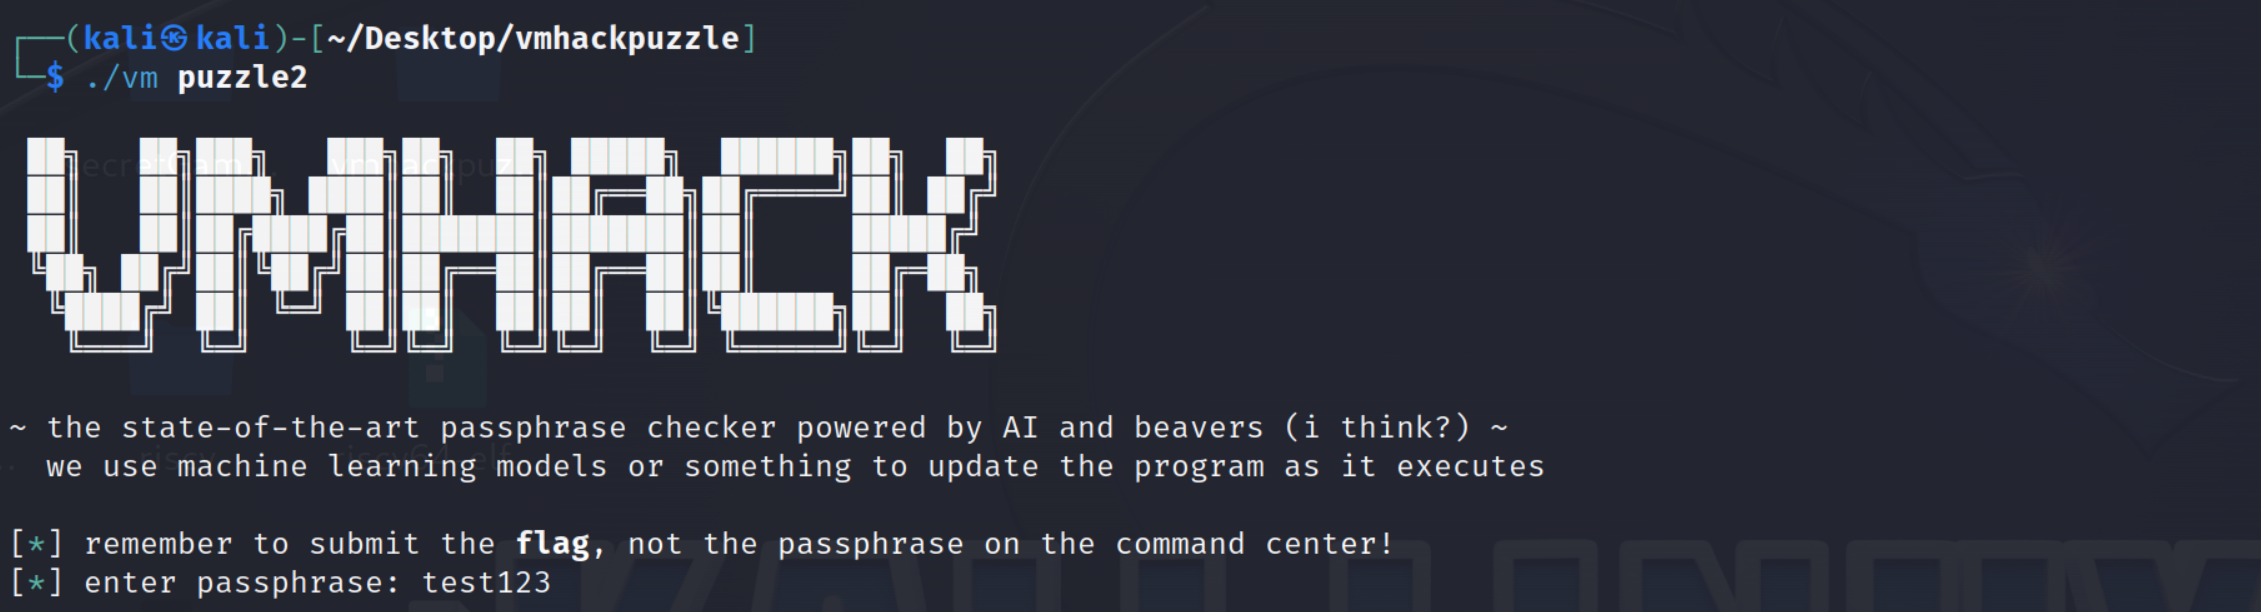 ┌──(kali㉿kali)-[~/Desktop/vmhackpuzzle]
└─$ ./vm puzzle2
VMHACK
~ the state-of-the-art passphrase checker powered by AI and beavers (i think?) ~
we use machine learning models or something to update the program as it executes
[*] remember to submit the flag, not the passphrase on the command center!
[*] enter passphrase: test123